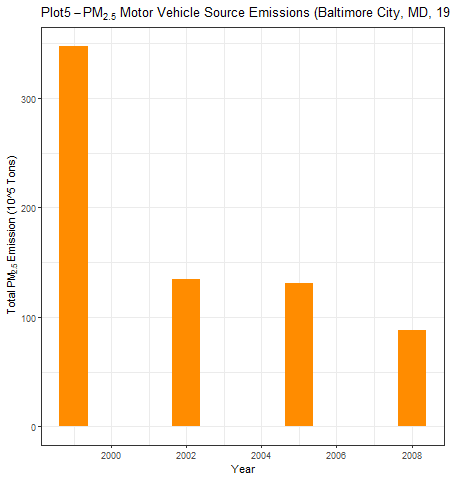 Plot5 – PM2.5 Motor Vehicle Source Emissions (Baltimore City, MD, 19
Total PM2.5 Emission (10^5 Tons)
300
200
100
0
2000 2002 2004 2006 2008
Year